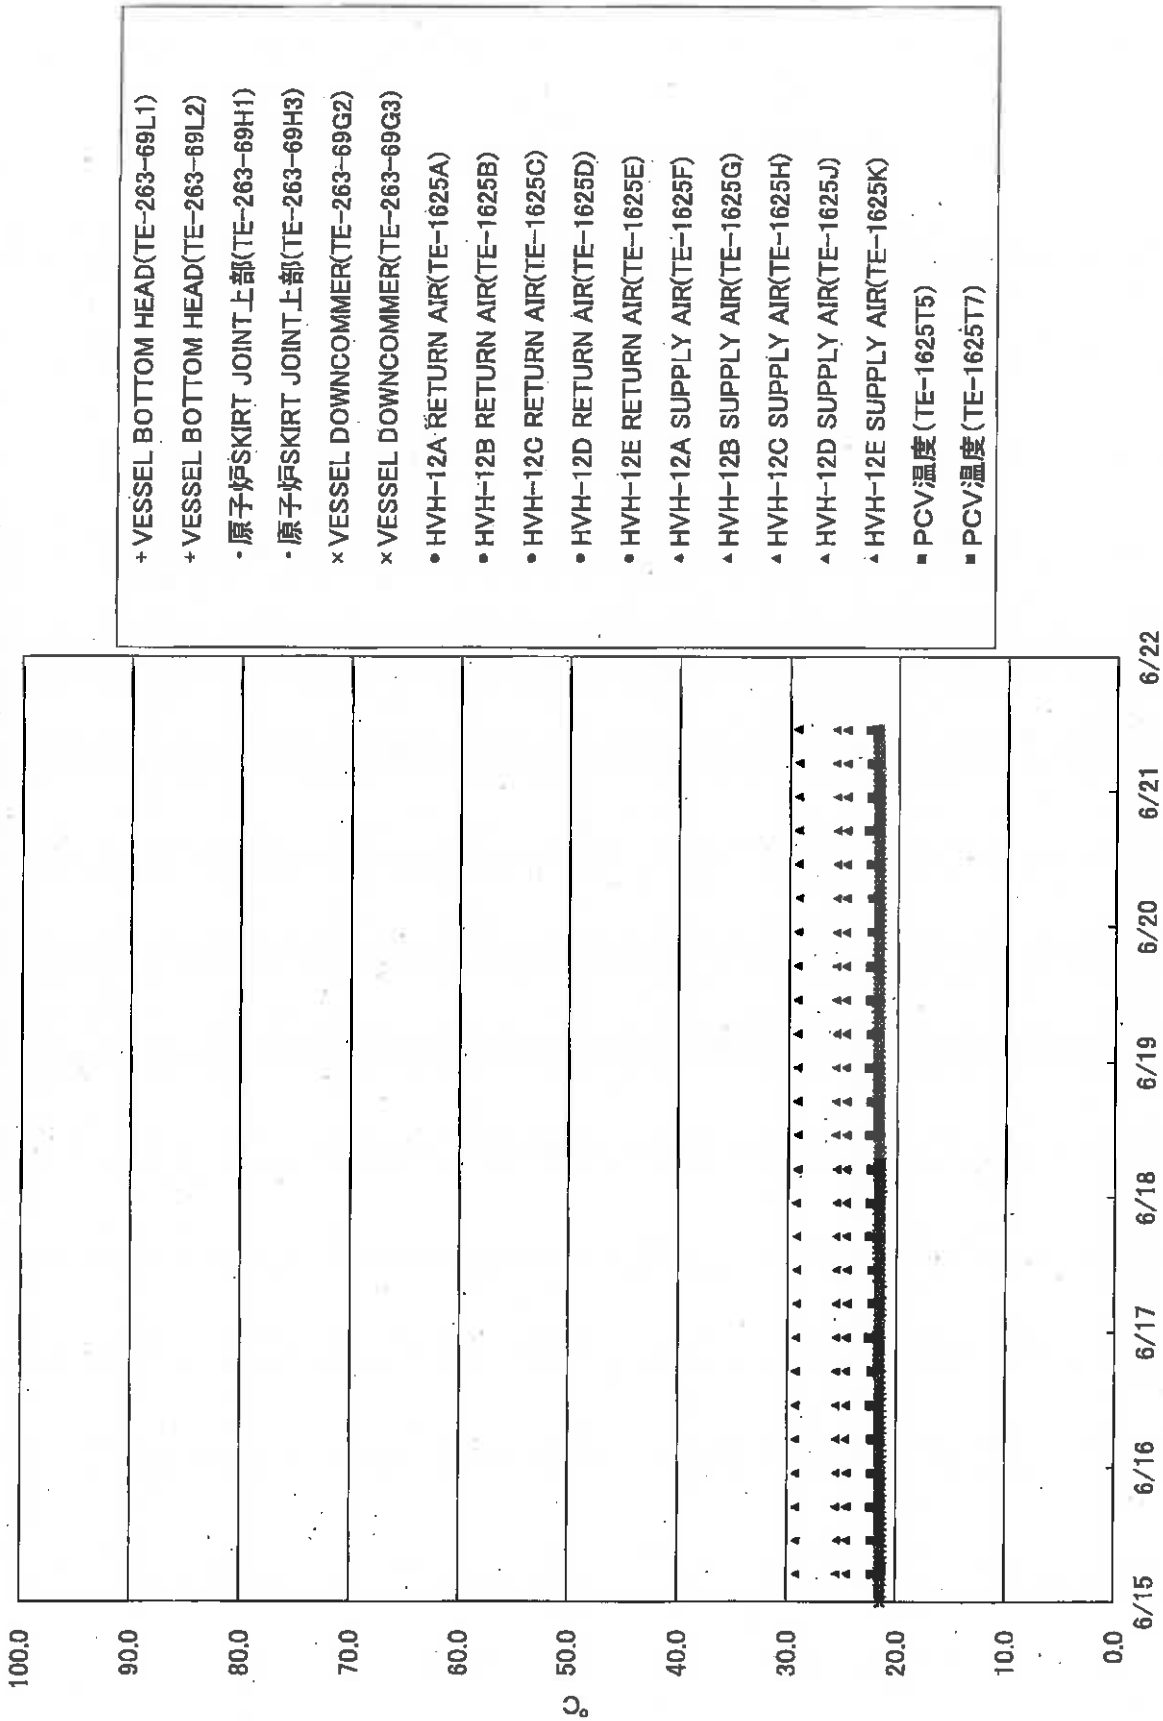 100.0
90.0
80.0
70.0
60.0
50.0
40.0
30.0
20.0
10.0
0.0
℃
6/15
6/16
6/17
6/18
6/19
6/20
6/21
6/22
+ VESSEL BOTTOM HEAD(TE-263-69L1)
+ VESSEL BOTTOM HEAD(TE-263-69L2)
・原子炉SKIRT JOINT上部(TE-263-69H1)
・原子炉SKIRT JOINT上部(TE-263-69H3)
× VESSEL DOWNCOMMER(TE-263-69G2)
× VESSEL DOWNCOMMER(TE-263-69G3)
● HVH-12A RETURN AIR(TE-1625A)
● HVH-12B RETURN AIR(TE-1625B)
● HVH-12C RETURN AIR(TE-1625C)
● HVH-12D RETURN AIR(TE-1625D)
● HVH-12E RETURN AIR(TE-1625E)
▲ HVH-12A SUPPLY AIR(TE-1625F)
▲ HVH-12B SUPPLY AIR(TE-1625G)
▲ HVH-12C SUPPLY AIR(TE-1625H)
▲ HVH-12D SUPPLY AIR(TE-1625J)
▲ HVH-12E SUPPLY AIR(TE-1625K)
■ PCV温度(TE-1625T5)
■ PCV温度(TE-1625T7)